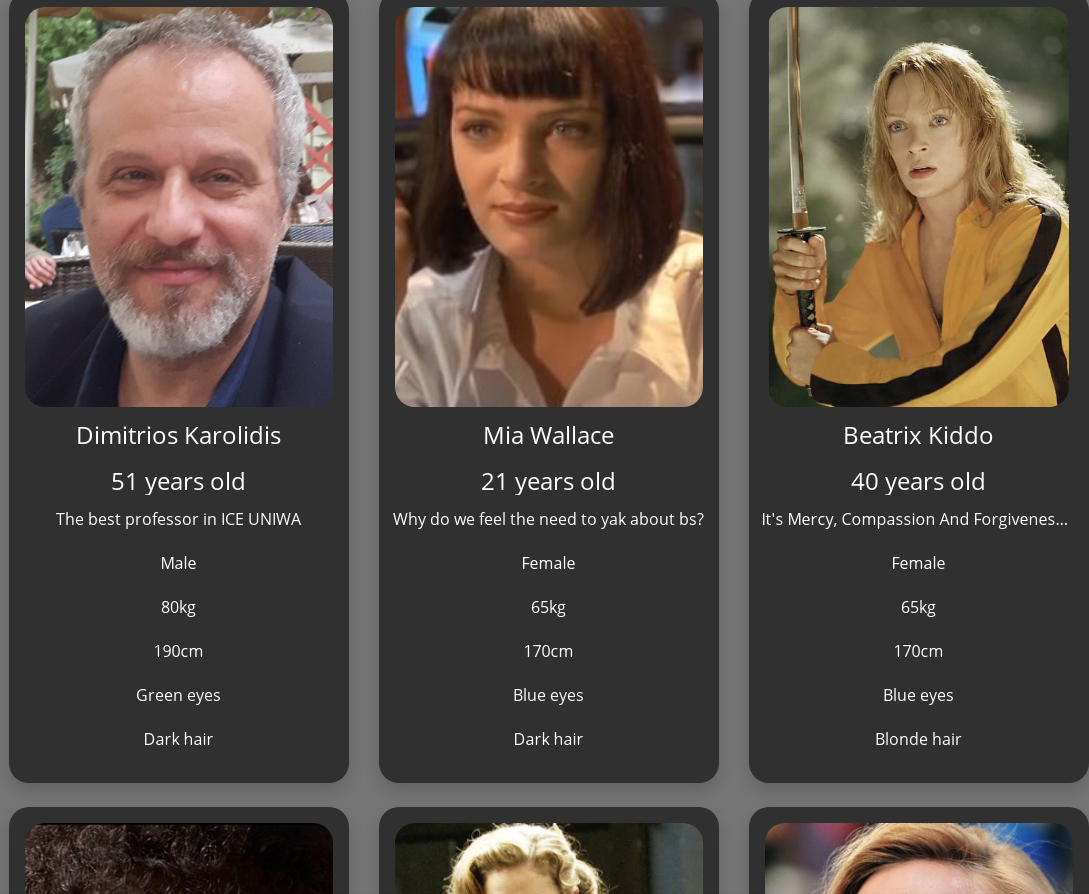 Dimitrios Karolidis
51 years old
The best professor in ICE UNIWA
Male
80kg
190cm
Green eyes
Dark hair
Mia Wallace
21 years old
Why do we feel the need to yak about bs?
Female
65kg
170cm
Blue eyes
Dark hair
Beatrix Kiddo
40 years old
It's Mercy, Compassion And Forgivenes...
Female
65kg
170cm
Blue eyes
Blonde hair